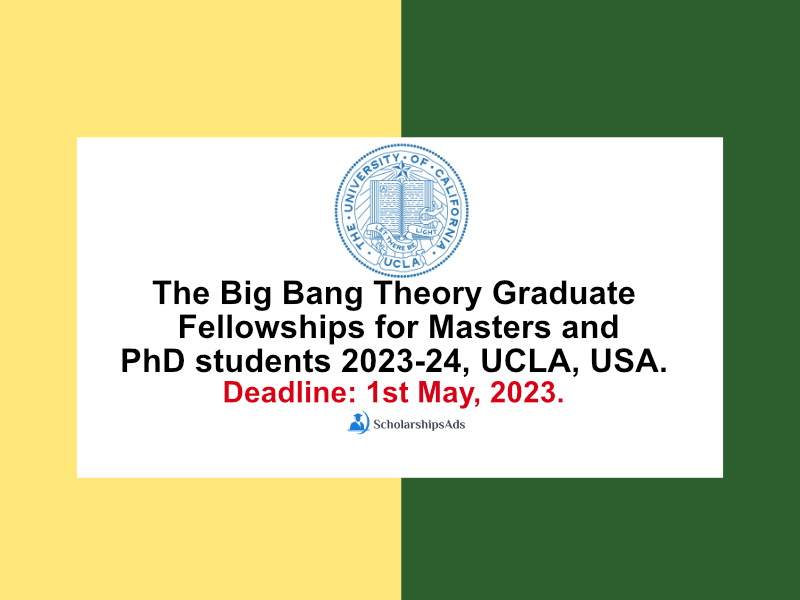 THE · UNIVERSITY · OF · CALIFORNIA ·
LET THERE BE LIGHT
UCLA
The Big Bang Theory Graduate
Fellowships for Masters and
PhD students 2023-24, UCLA, USA.
Deadline: 1st May, 2023.
ScholarshipsAds